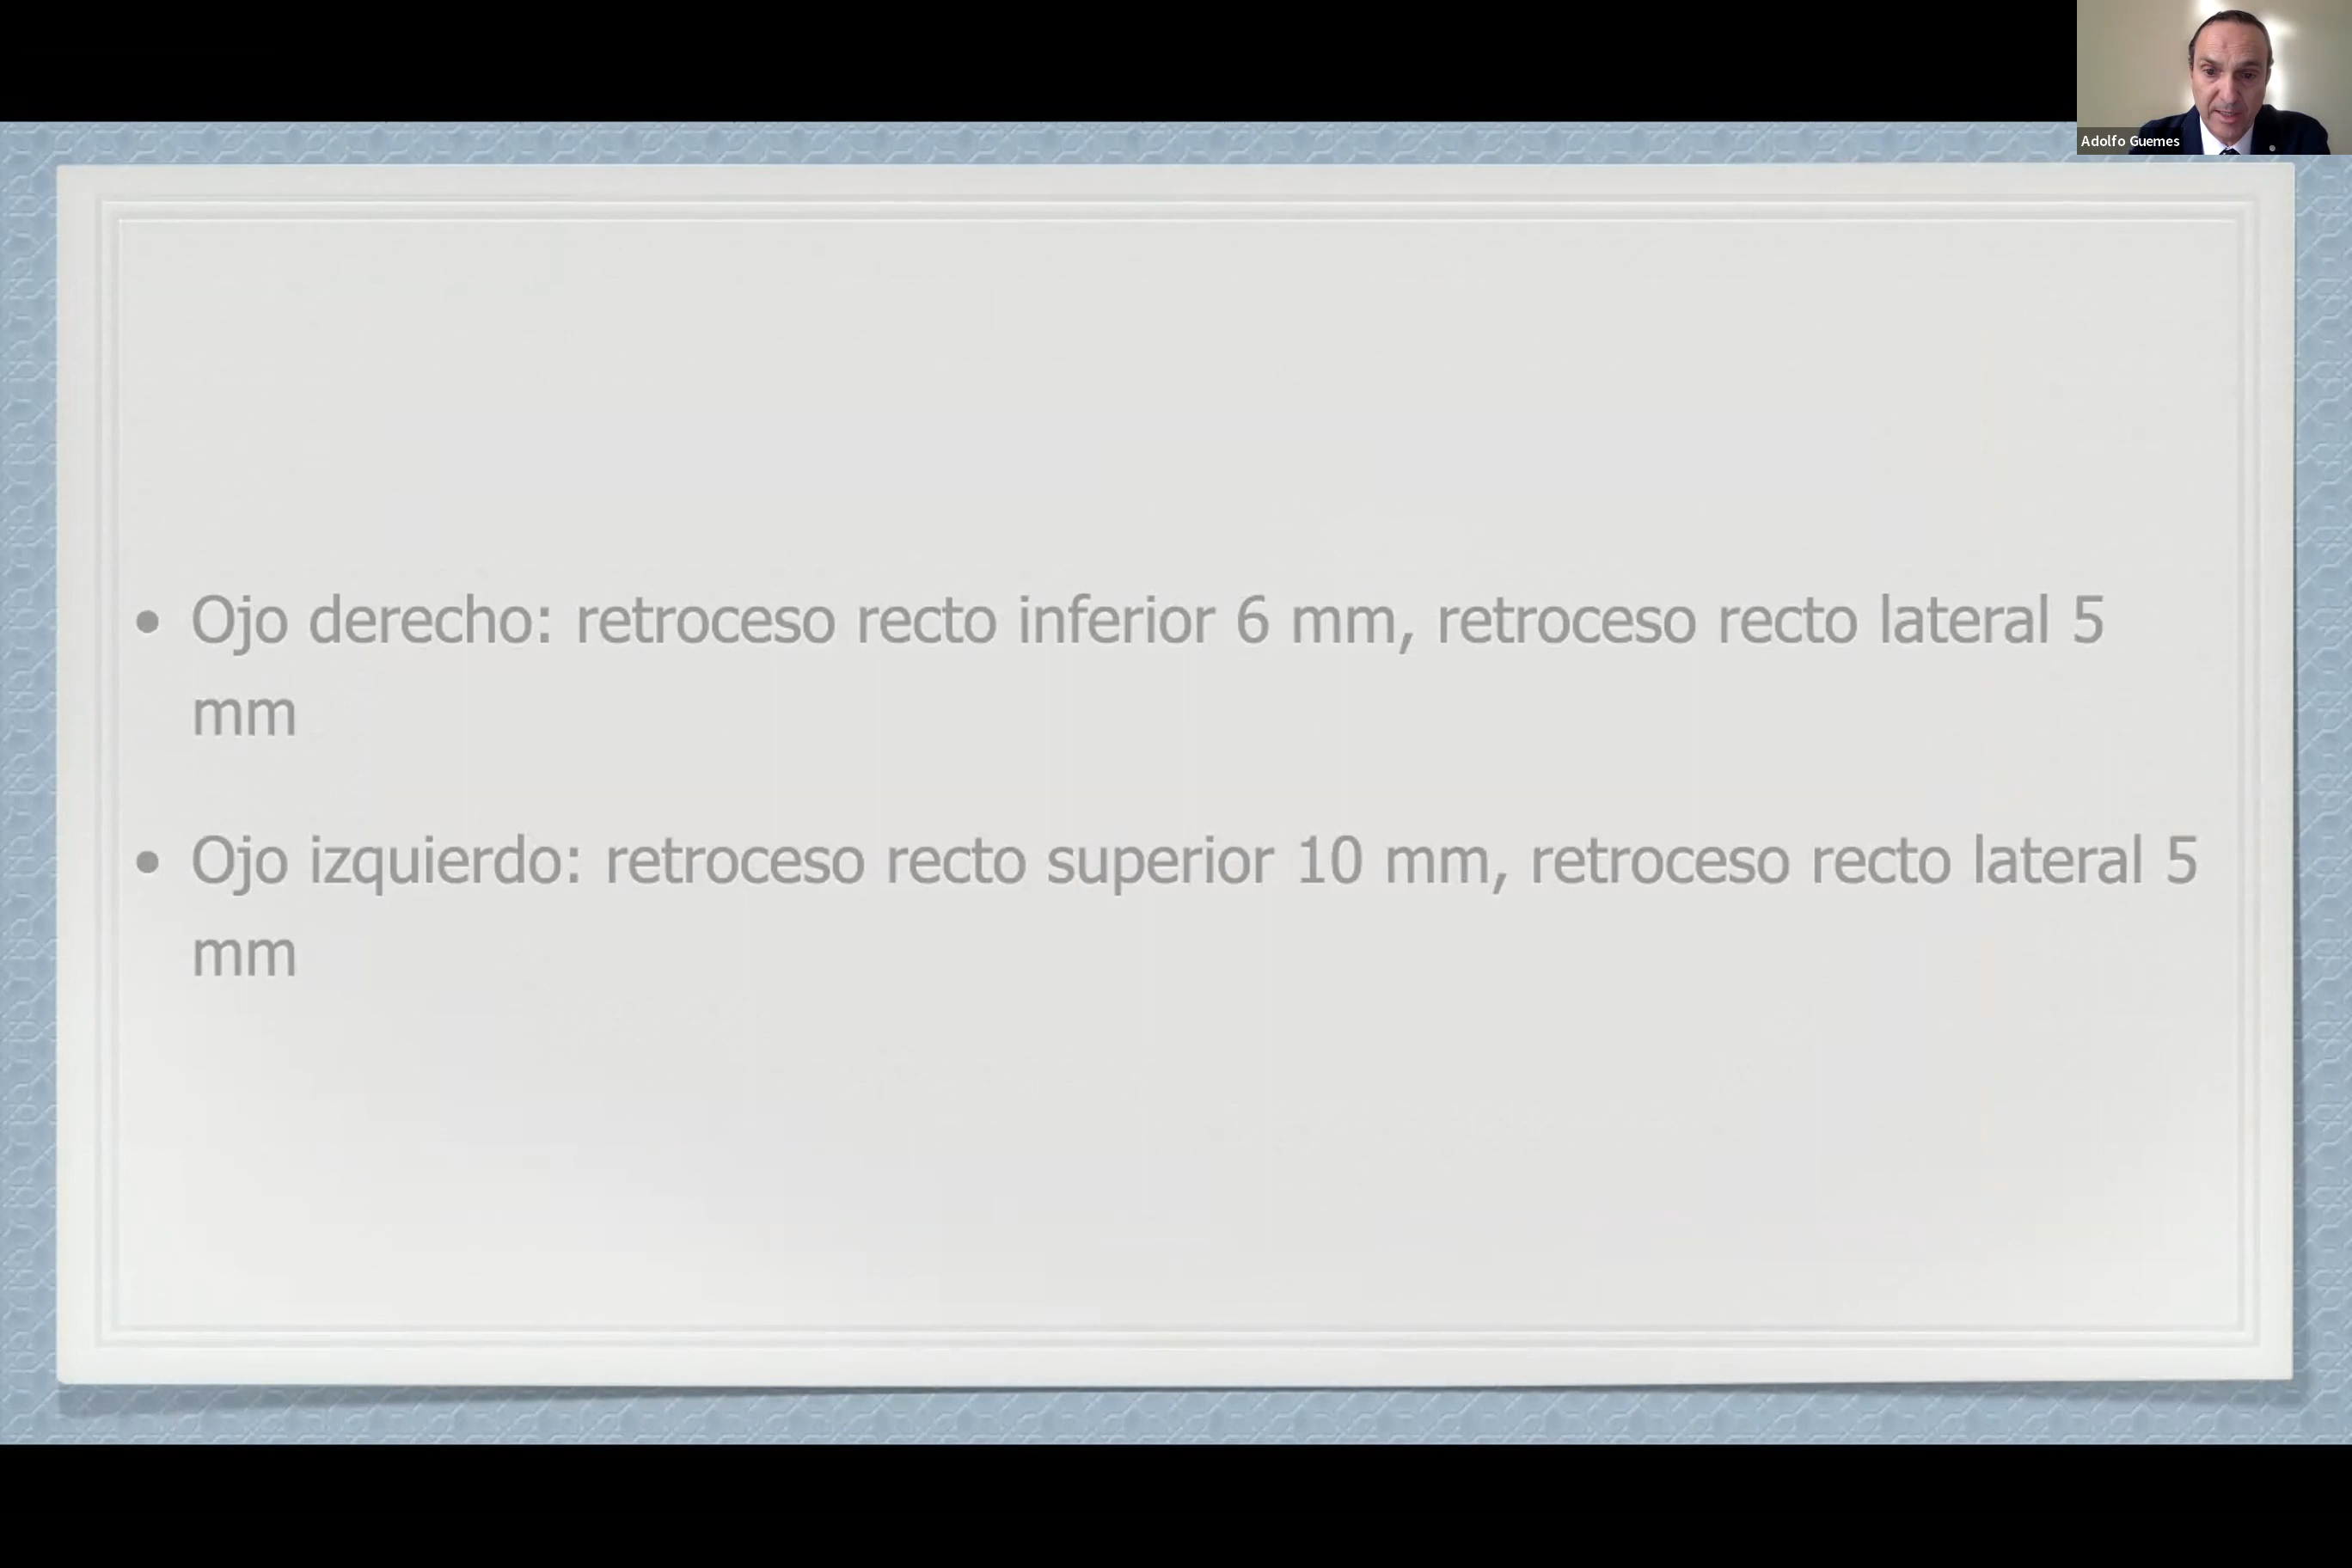 Adolfo Guemes
• Ojo derecho: retroceso recto inferior 6 mm, retroceso recto lateral 5
mm
• Ojo izquierdo: retroceso recto superior 10 mm, retroceso recto lateral 5
mm